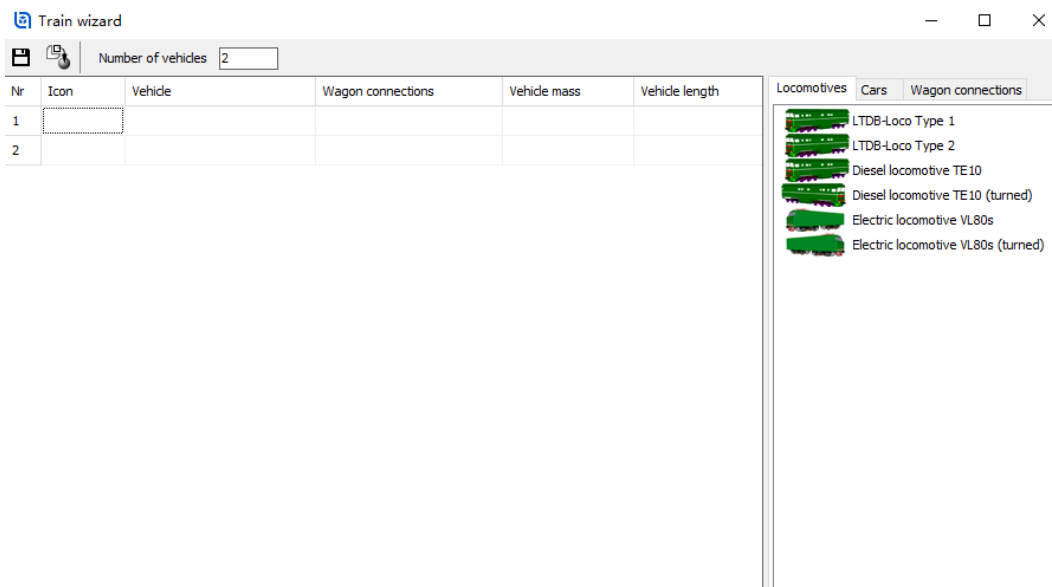 Train wizard
Number of vehicles 2
Nr Icon Vehicle Wagon connections Vehicle mass Vehicle length
1
2
Locomotives Cars Wagon connections
LTDB-Loco Type 1
LTDB-Loco Type 2
Diesel locomotive TE10
Diesel locomotive TE10 (turned)
Electric locomotive VL80s
Electric locomotive VL80s (turned)